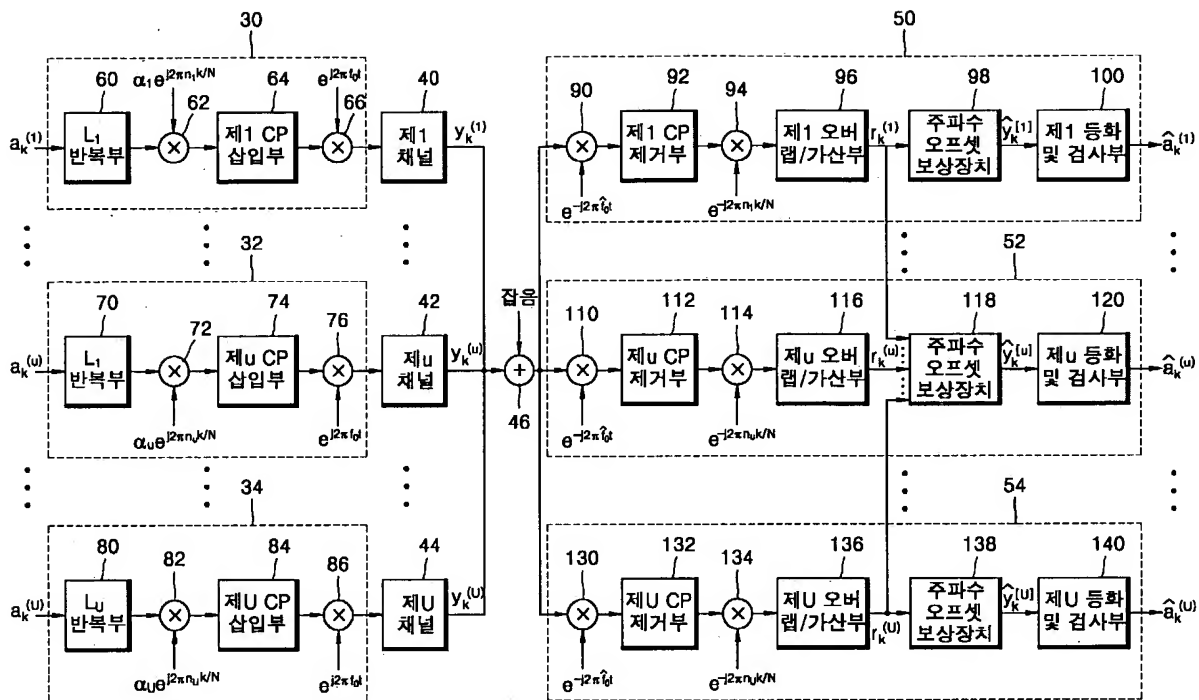 30
50
60
α₁e^{j2πn₁k/N}
64
e^{j2πf₀t}
40
90
92
94
96
98
100
62
66
a_k^{(1)}
L₁
반복부
제1 CP
삽입부
제1
채널
y_k^{(1)}
제1 CP
제거부
제1 오버
랩/가산부
r_k^{(1)}
주파수
오프셋
보상장치
ŷ_k^{[1]}
제1 등화
및 검사부
â_k^{(1)}
e^{-j2πf̂₀t}
e^{-j2πn₁k/N}
32
52
70
72
74
76
42
잡음
110
112
114
116
118
120
a_k^{(u)}
L₁
반복부
제u CP
삽입부
제u
채널
y_k^{(u)}
+
46
제u CP
제거부
제u 오버
랩/가산부
r_k^{(u)}
주파수
오프셋
보상장치
ŷ_k^{[u]}
제u 등화
및 검사부
â_k^{(u)}
α_u e^{j2πn_u k/N}
e^{j2πf₀t}
e^{-j2πf̂₀t}
e^{-j2πn_u k/N}
34
54
80
82
84
86
44
130
132
134
136
138
140
a_k^{(U)}
L_U
반복부
제U CP
삽입부
제U
채널
y_k^{(U)}
제U CP
제거부
제U 오버
랩/가산부
r_k^{(U)}
주파수
오프셋
보상장치
ŷ_k^{[U]}
제U 등화
및 검사부
â_k^{(U)}
α_U e^{j2πn_U k/N}
e^{j2πf₀t}
e^{-j2πf̂₀t}
e^{-j2πn_U k/N}